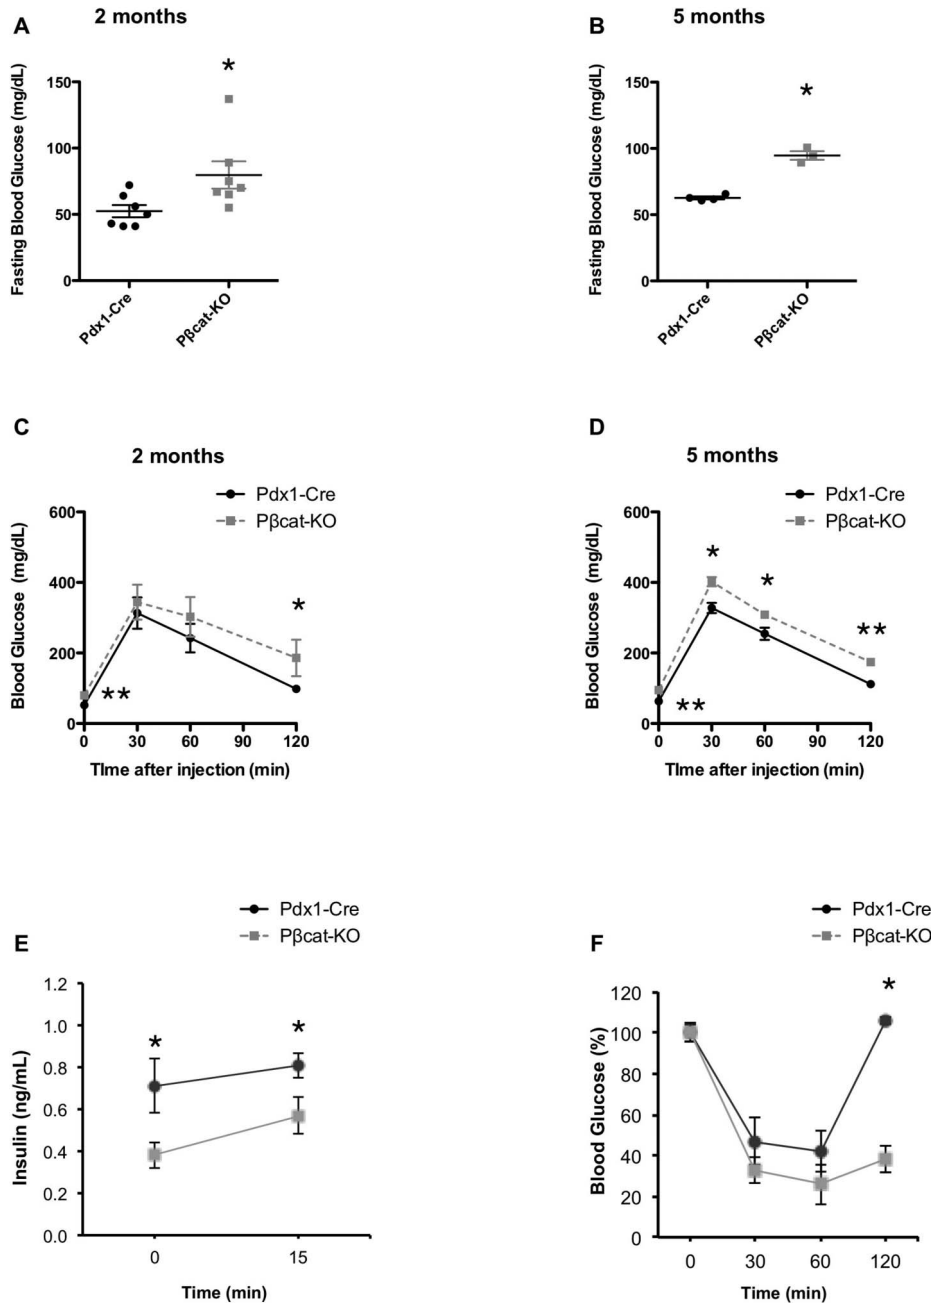 A
2 months
*
Fasting Blood Glucose (mg/dL)
150
100
50
0
Pdx1-Cre
Pβcat-KO
B
5 months
*
Fasting Blood Glucose (mg/dL)
150
100
50
0
Pdx1-Cre
Pβcat-KO
C
2 months
Pdx1-Cre
Pβcat-KO
Blood Glucose (mg/dL)
600
400
200
0
**
*
0 30 60 90 120
TIme after injection (min)
D
5 months
Pdx1-Cre
Pβcat-KO
Blood Glucose (mg/dL)
600
400
200
0
*
*
**
**
0 30 60 90 120
TIme after injection (min)
E
Pdx1-Cre
Pβcat-KO
Insulin (ng/mL)
1.2
1.0
0.8
0.6
0.4
0.2
0.0
*
*
0 15
Time (min)
F
Pdx1-Cre
Pβcat-KO
Blood Glucose (%)
120
100
80
60
40
20
0
*
0 30 60 120
Time (min)